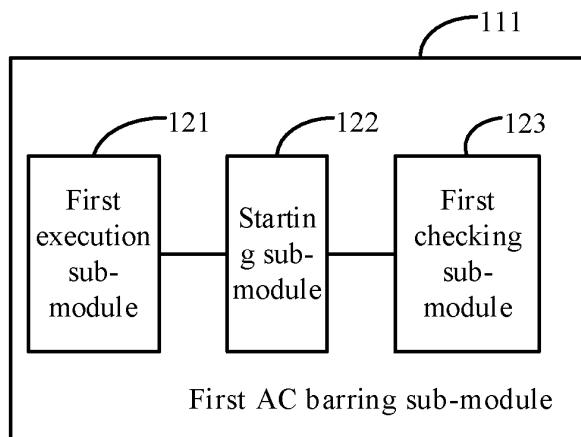 111
121
122
123
First
execution
sub-
module
Startin
g sub-
module
First
checking
sub-
module
First AC barring sub-module